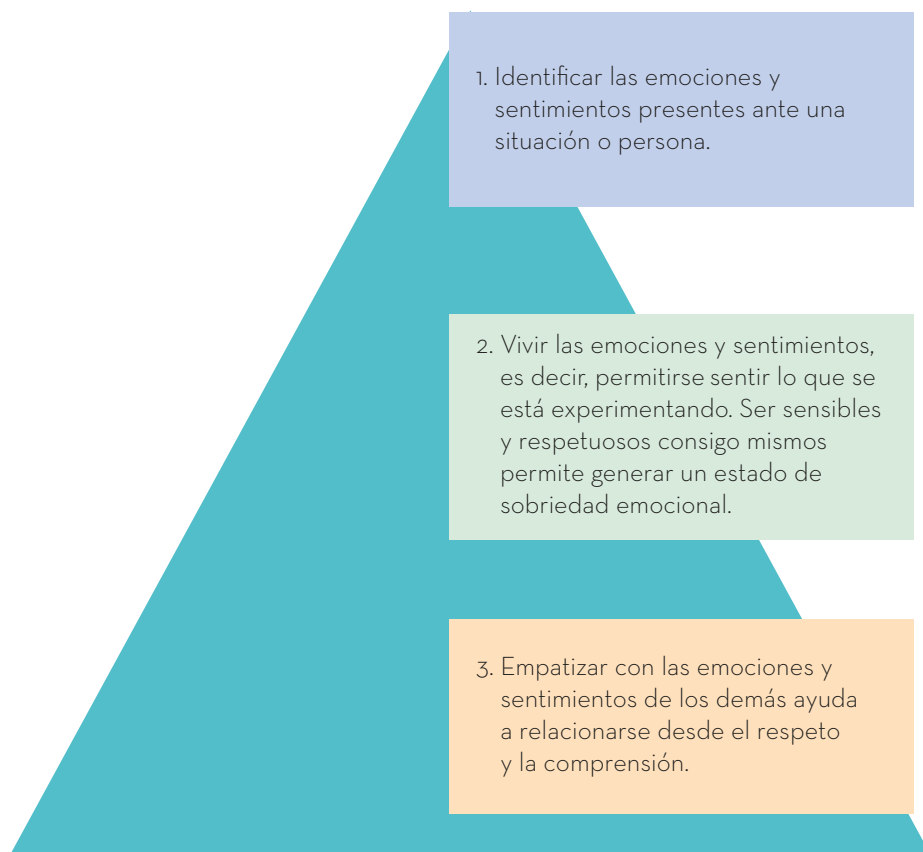 1. Identificar las emociones y
sentimientos presentes ante una
situación o persona.
2. Vivir las emociones y sentimientos,
es decir, permitirse sentir lo que se
está experimentando. Ser sensibles
y respetuosos consigo mismos
permite generar un estado de
sobriedad emocional.
3. Empatizar con las emociones y
sentimientos de los demás ayuda
a relacionarse desde el respeto
y la comprensión.